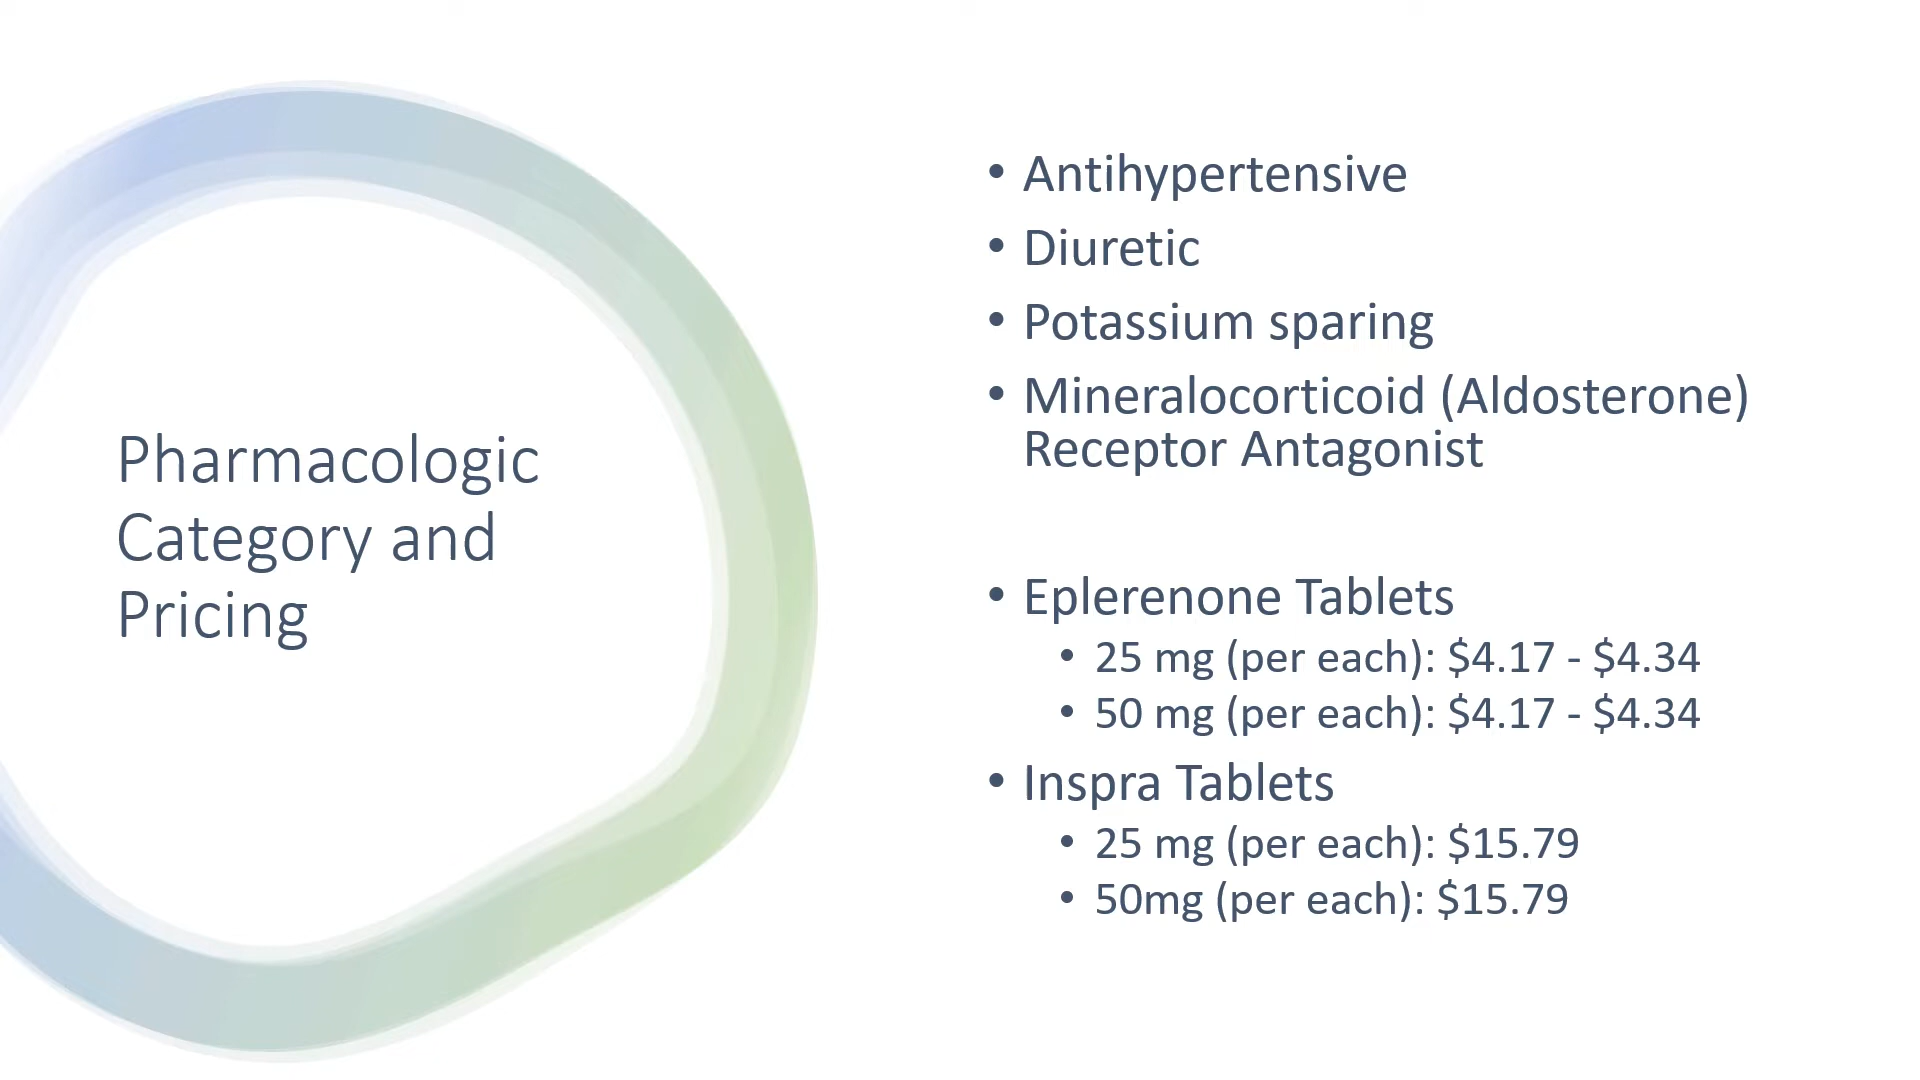 Pharmacologic
Category and
Pricing
• Antihypertensive
• Diuretic
• Potassium sparing
• Mineralocorticoid (Aldosterone)
Receptor Antagonist
• Eplerenone Tablets
• 25 mg (per each): $4.17 - $4.34
• 50 mg (per each): $4.17 - $4.34
• Inspra Tablets
• 25 mg (per each): $15.79
• 50mg (per each): $15.79